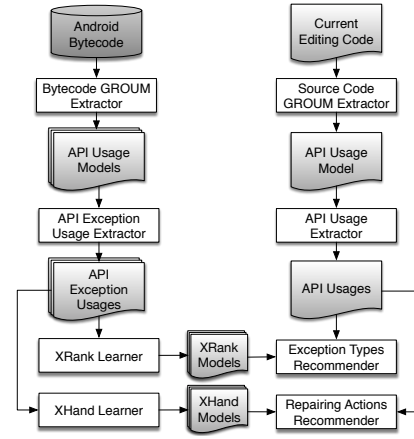 Android
Bytecode
Current
Editing Code
Bytecode GROUM
Extractor
Source Code
GROUM Extractor
API Usage
Models
API Usage
Model
API Exception
Usage Extractor
API Usage
Extractor
API
Exception
Usages
API Usages
XRank Learner
XRank
Models
Exception Types
Recommender
XHand Learner
XHand
Models
Repairing Actions
Recommender